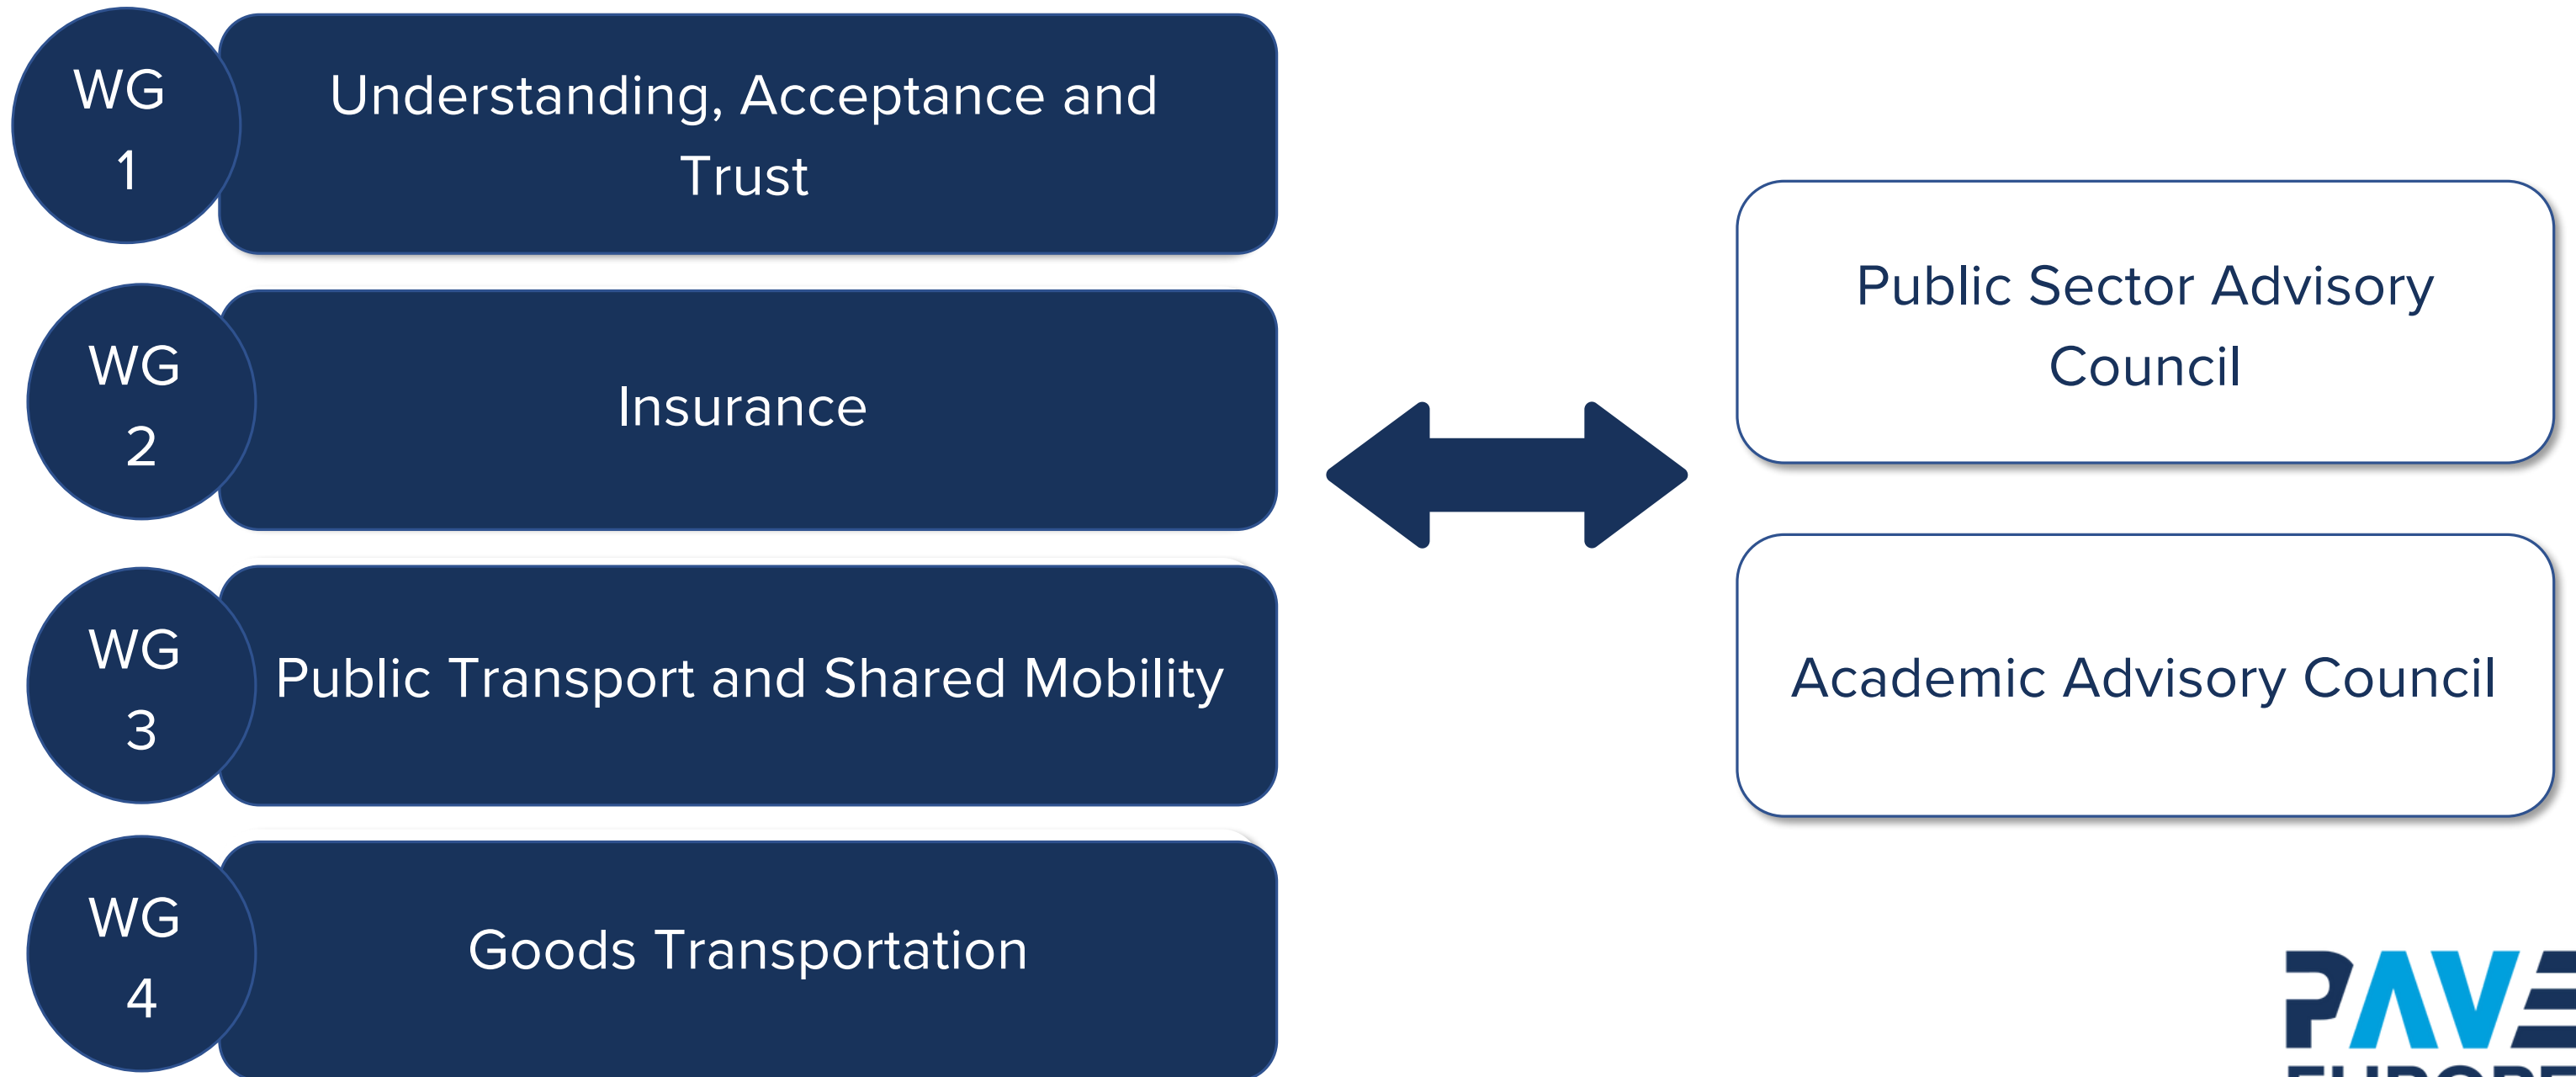 WG
1
Understanding, Acceptance and
Trust
WG
2
Insurance
WG
3
Public Transport and Shared Mobility
WG
4
Goods Transportation
Public Sector Advisory
Council
Academic Advisory Council
PAVE
EUROPE